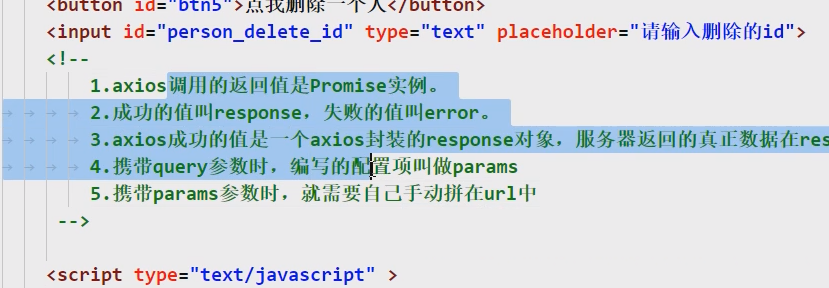 <button id="btn5">点我删除一个人</button>
<input id="person_delete_id" type="text" placeholder="请输入删除的id">
<!--
1.axios调用的返回值是Promise实例。
2.成功的值叫response，失败的值叫error。
3.axios成功的值是一个axios封装的response对象，服务器返回的真正数据在res
4.携带query参数时，编写的配置项叫做params
5.携带params参数时，就需要自己手动拼在url中
-->
<script type="text/javascript" >